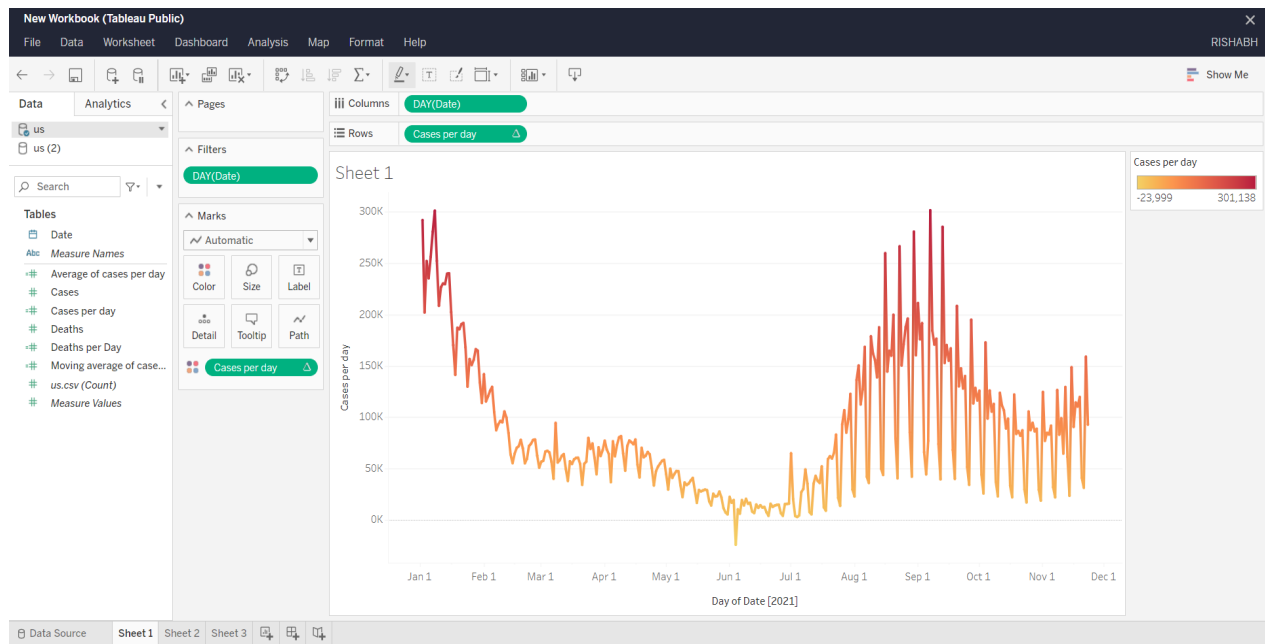 New Workbook (Tableau Public)
File Data Worksheet Dashboard Analysis Map Format Help RISHABH
Show Me
Data Analytics
us
us (2)
Search
Tables
Date
Abc Measure Names
Average of cases per day
Cases
Cases per day
Deaths
Deaths per Day
Moving average of case...
us.csv (Count)
Measure Values
Pages
Filters
DAY(Date)
Marks
Automatic
Color Size Label
Detail Tooltip Path
Cases per day
Columns DAY(Date)
Rows Cases per day
Sheet 1
300K
250K
200K
150K
100K
50K
0K
Cases per day
Jan 1 Feb 1 Mar 1 Apr 1 May 1 Jun 1 Jul 1 Aug 1 Sep 1 Oct 1 Nov 1 Dec 1
Day of Date [2021]
Cases per day
-23,999 301,138
Data Source Sheet 1 Sheet 2 Sheet 3